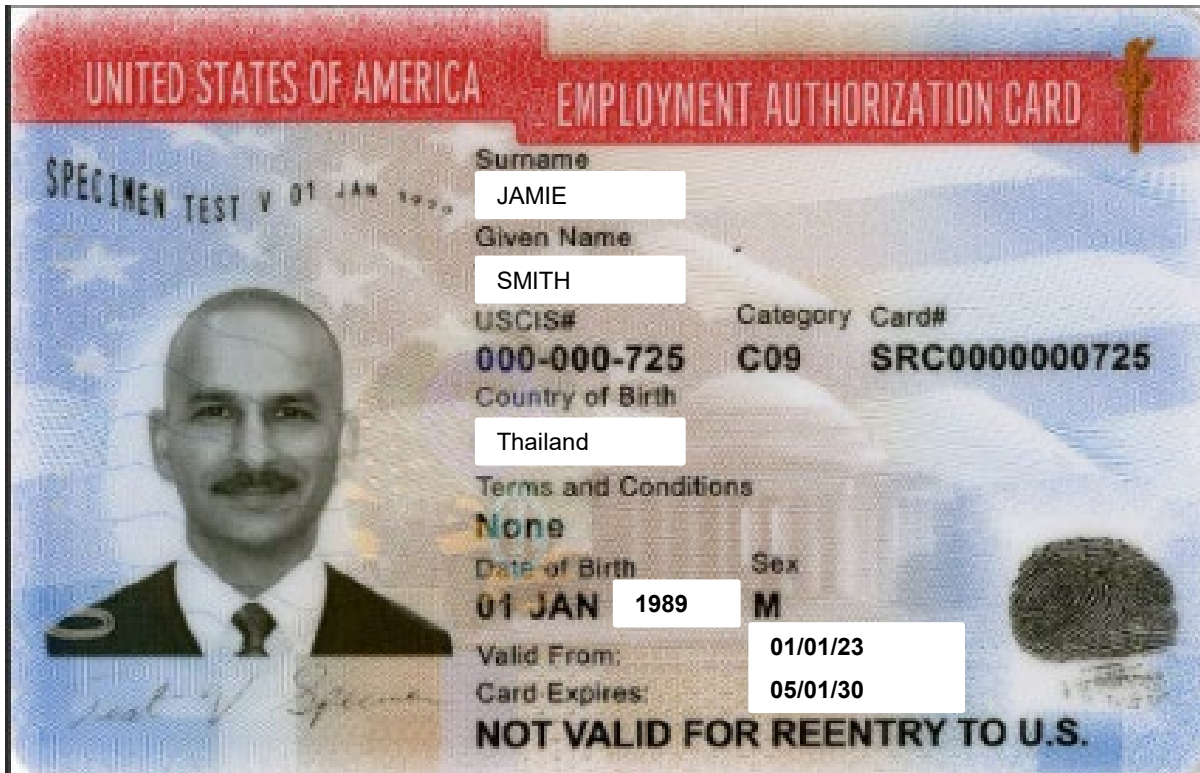 UNITED STATES OF AMERICA
EMPLOYMENT AUTHORIZATION CARD
SPECIMEN TEST V 01 JAN
Surname
JAMIE
Given Name
SMITH
USCIS# Category Card#
000-000-725 C09 SRC0000000725
Country of Birth
Thailand
Terms and Conditions
None
Date of Birth Sex
01 JAN 1989 M
Valid From: 01/01/23
Card Expires: 05/01/30
Test V Specimen
NOT VALID FOR REENTRY TO U.S.